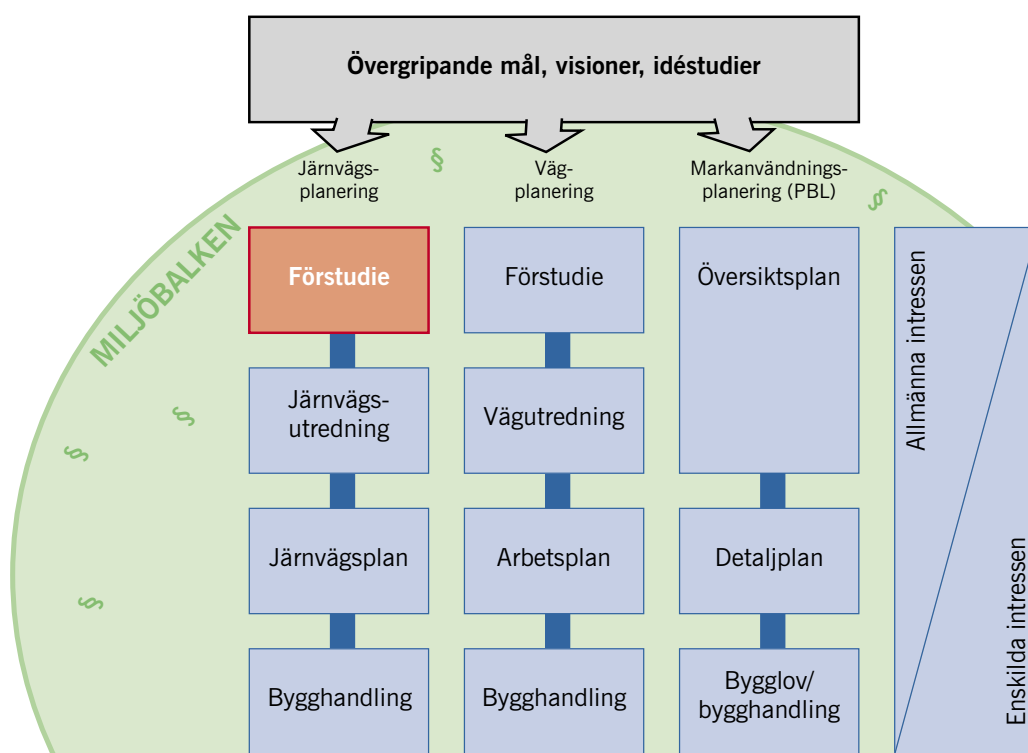 Övergripande mål, visioner, idéstudier
Järnvägs-
planering
Väg-
planering
Markanvändnings-
planering (PBL)
§
§
MILJÖBALKEN
§
§
§
Förstudie
Förstudie
Översiktsplan
Järnvägs-
utredning
Vägutredning
Järnvägsplan
Arbetsplan
Detaljplan
Bygghandling
Bygghandling
Bygglov/
bygghandling
Allmänna intressen
Enskilda intressen